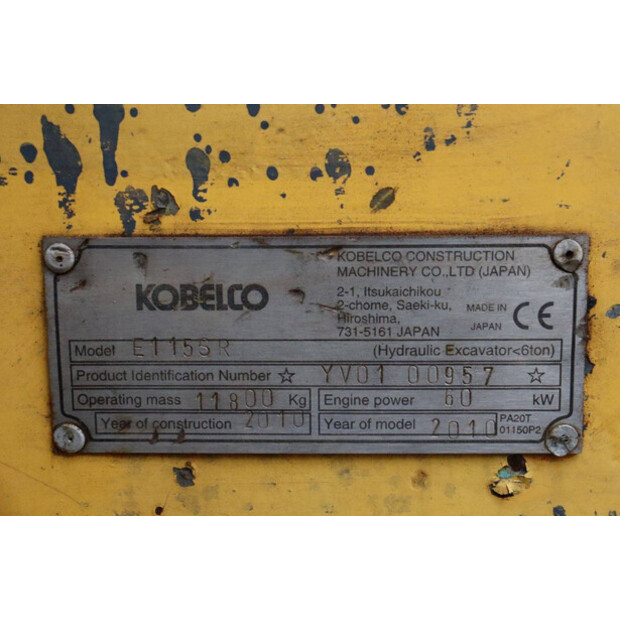 KOBELCO
KOBELCO CONSTRUCTION
MACHINERY CO.,LTD (JAPAN)
2-1, Itsukaichikou
2-chome, Saeki-ku,
Hiroshima,
731-5161 JAPAN
MADE IN
JAPAN
CE
Model E115SR (Hydraulic Excavator<6ton)
Product Identification Number ☆ YV01 00957 ☆
Operating mass 11800 Kg Engine power 60 kW
Year of construction 2010 Year of model 2010
PA20T
01150P2